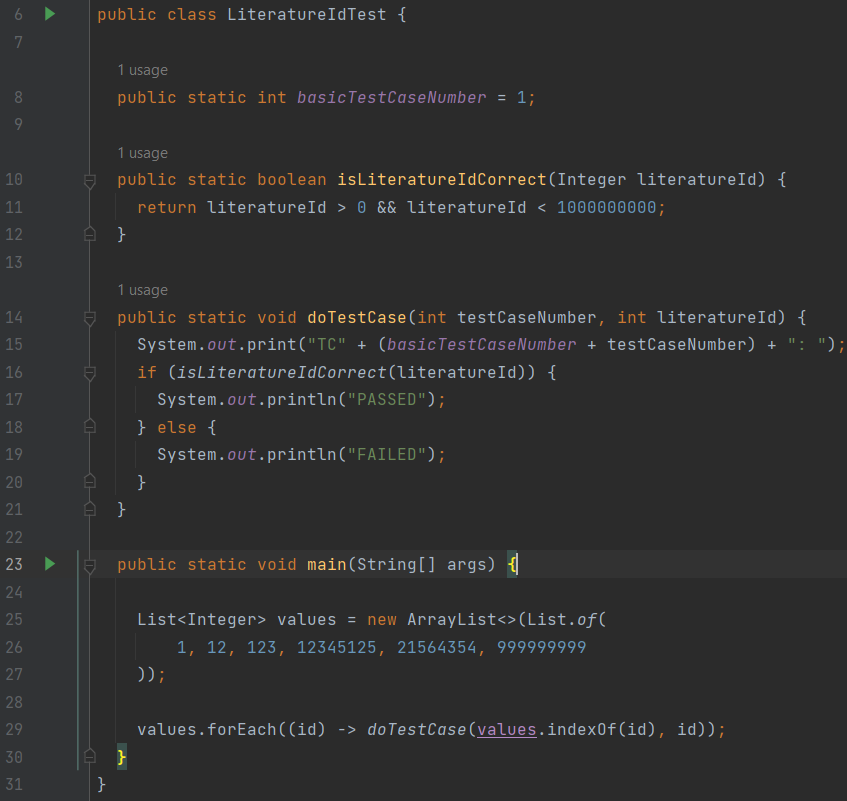 6 public class LiteratureIdTest {
7
1 usage
8 public static int basicTestCaseNumber = 1;
9
1 usage
10 public static boolean isLiteratureIdCorrect(Integer literatureId) {
11 return literatureId > 0 && literatureId < 1000000000;
12 }
13
1 usage
14 public static void doTestCase(int testCaseNumber, int literatureId) {
15 System.out.print("TC" + (basicTestCaseNumber + testCaseNumber) + ": ");
16 if (isLiteratureIdCorrect(literatureId)) {
17 System.out.println("PASSED");
18 } else {
19 System.out.println("FAILED");
20 }
21 }
22
23 public static void main(String[] args) {
24
25 List<Integer> values = new ArrayList<>(List.of(
26 1, 12, 123, 12345125, 21564354, 999999999
27 ));
28
29 values.forEach((id) -> doTestCase(values.indexOf(id), id));
30 }
31 }